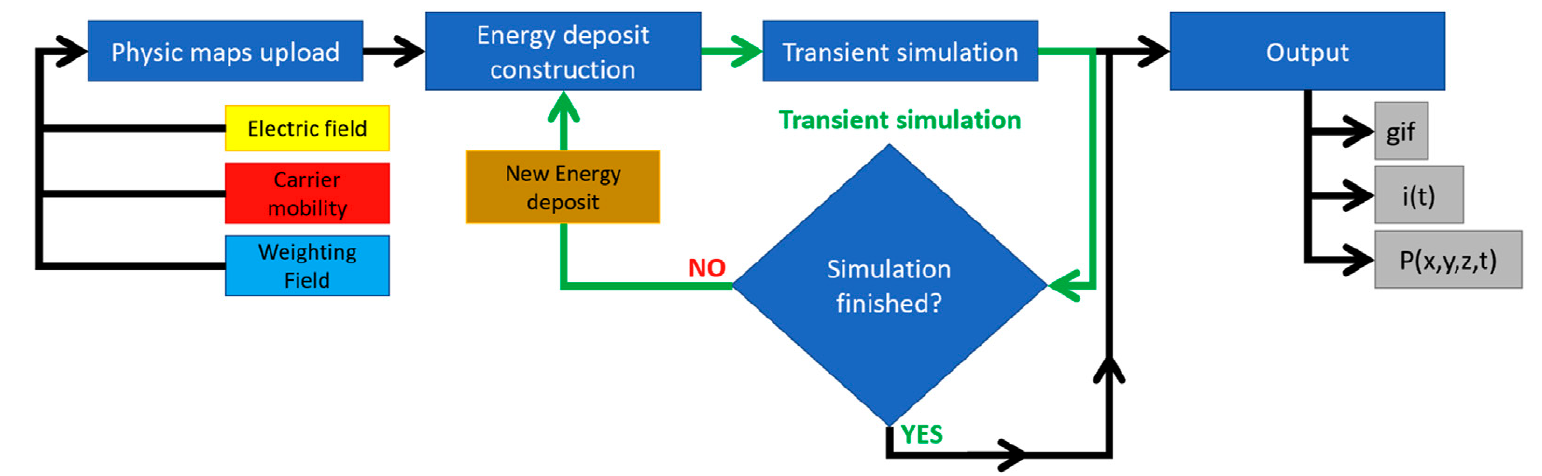 Physic maps upload
Energy deposit
construction
Transient simulation
Output
Electric field
Carrier
mobility
Weighting
Field
New Energy
deposit
Transient simulation
NO
Simulation
finished?
YES
gif
i(t)
P(x,y,z,t)